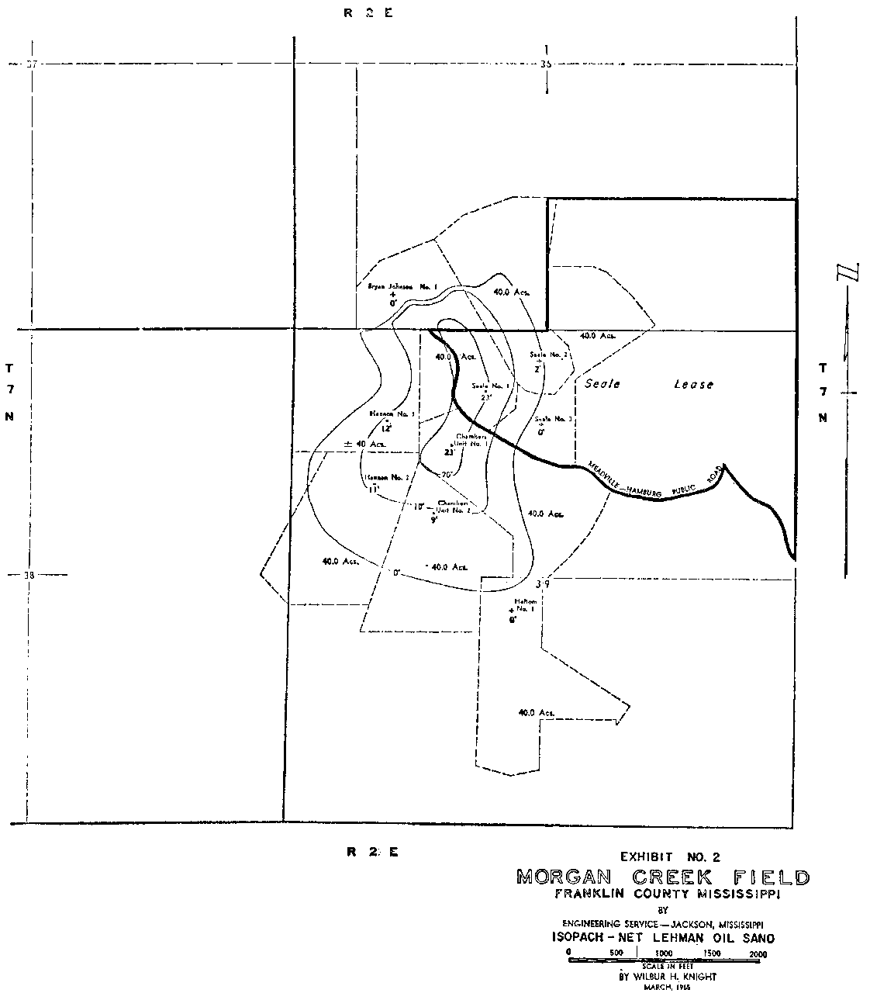 R 2 E
37
36
Bryan Johnson No. 1
0'
40.0 Acs.
40.0 Acs.
T
7
N
40.0 Acs.
Seale No. 2
2'
Seale No. 1
23'
Seale Lease
T
7
N
Hannon No. 1
12'
Seale No. 3
0'
± 40 Acs.
Chambers
Unit No. 1
23'
20'
Hannon No. 2
11'
MEADVILLE—HAMBURG PUBLIC ROAD
10'
Chambers
Unit No. 2
9'
40.0 Acs.
40.0 Acs.
40.0 Acs.
0'
38
39
Halfom
No. 1
0'
40.0 Acs.
R 2 E
EXHIBIT NO. 2
MORGAN CREEK FIELD
FRANKLIN COUNTY MISSISSIPPI
BY
ENGINEERING SERVICE—JACKSON, MISSISSIPPI
ISOPACH - NET LEHMAN OIL SAND
0 500 1000 1500 2000
SCALE IN FEET
BY WILBUR H. KNIGHT
MARCH, 1965